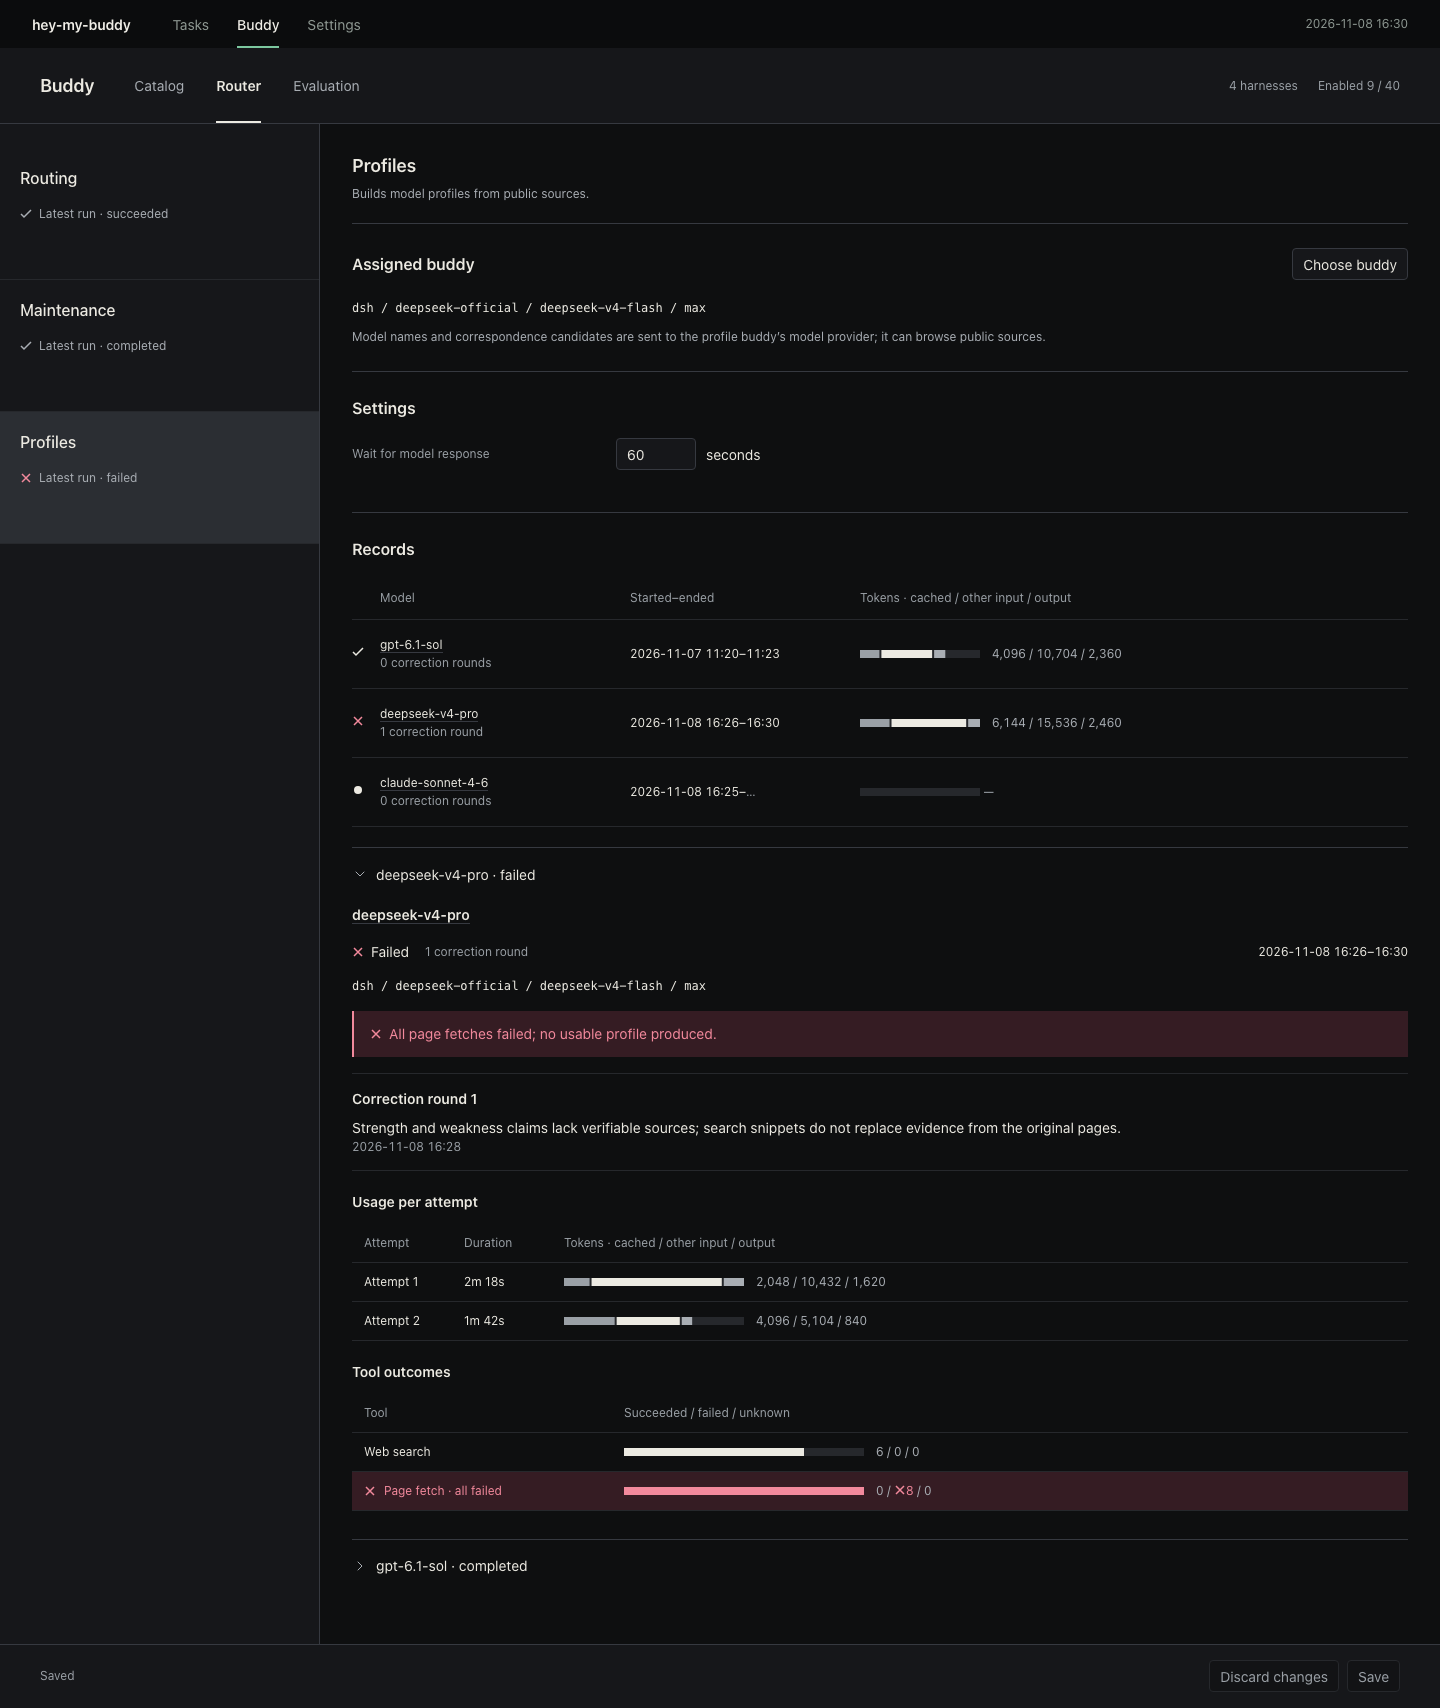 hey-my-buddy Tasks Buddy Settings 2026-11-08 16:30
Buddy Catalog Router Evaluation 4 harnesses Enabled 9 / 40
Routing
Latest run · succeeded
Maintenance
Latest run · completed
Profiles
Latest run · failed
Profiles
Builds model profiles from public sources.
Assigned buddy Choose buddy
dsh / deepseek-official / deepseek-v4-flash / max
Model names and correspondence candidates are sent to the profile buddy's model provider; it can browse public sources.
Settings
Wait for model response 60 seconds
Records
Model Started–ended Tokens · cached / other input / output
gpt-6.1-sol
0 correction rounds
2026-11-07 11:20–11:23 4,096 / 10,704 / 2,360
deepseek-v4-pro
1 correction round
2026-11-08 16:26–16:30 6,144 / 15,536 / 2,460
claude-sonnet-4-6
0 correction rounds
2026-11-08 16:25–… —
deepseek-v4-pro · failed
deepseek-v4-pro
Failed 1 correction round 2026-11-08 16:26–16:30
dsh / deepseek-official / deepseek-v4-flash / max
All page fetches failed; no usable profile produced.
Correction round 1
Strength and weakness claims lack verifiable sources; search snippets do not replace evidence from the original pages.
2026-11-08 16:28
Usage per attempt
Attempt Duration Tokens · cached / other input / output
Attempt 1 2m 18s 2,048 / 10,432 / 1,620
Attempt 2 1m 42s 4,096 / 5,104 / 840
Tool outcomes
Tool Succeeded / failed / unknown
Web search 6 / 0 / 0
Page fetch · all failed 0 / ✕8 / 0
gpt-6.1-sol · completed
Saved Discard changes Save